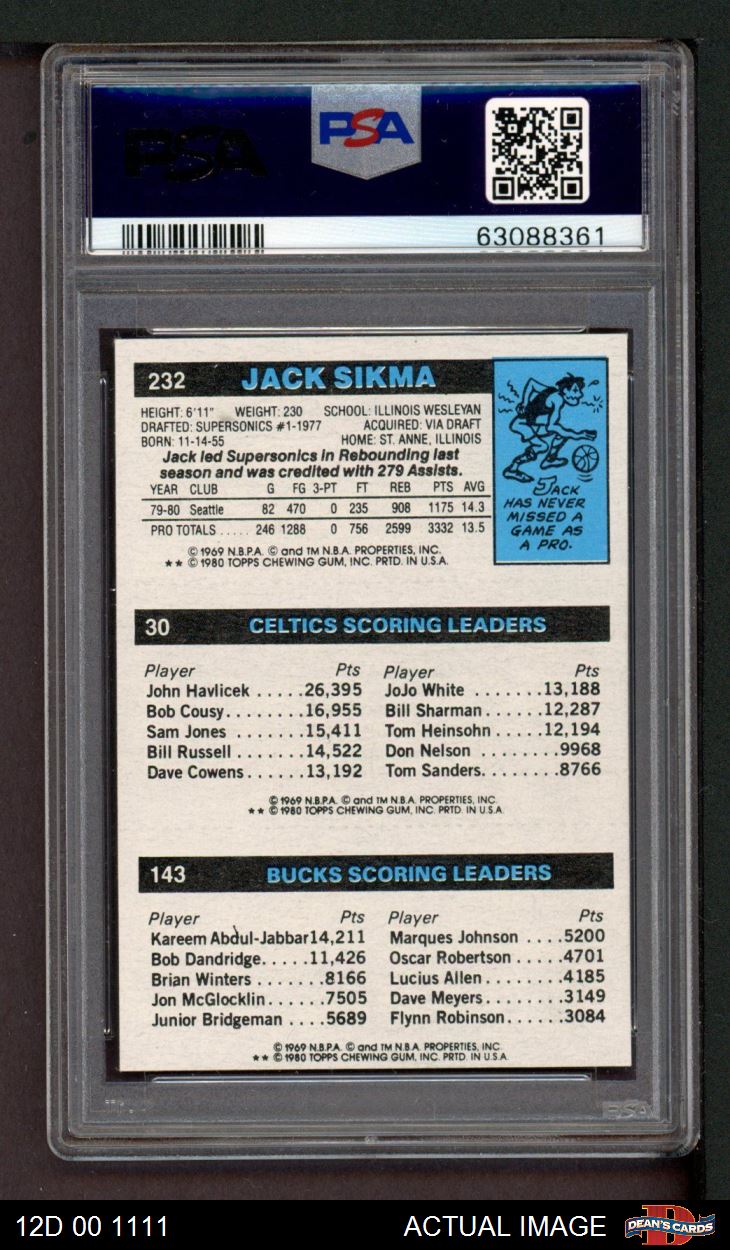 PSA
PSA
63088361
232 JACK SIKMA
HEIGHT: 6'11" WEIGHT: 230 SCHOOL: ILLINOIS WESLEYAN
DRAFTED: SUPERSONICS #1-1977 ACQUIRED: VIA DRAFT
BORN: 11-14-55 HOME: ST. ANNE, ILLINOIS
Jack led Supersonics in Rebounding last
season and was credited with 279 Assists.
YEAR CLUB G FG 3-PT FT REB PTS AVG
79-80 Seattle 82 470 0 235 908 1175 14.3
PRO TOTALS ..... 246 1288 0 756 2599 3332 13.5
© 1969 N.B.P.A. © and TM N.B.A. PROPERTIES, INC.
★★ © 1980 TOPPS CHEWING GUM, INC. PRTD. IN U.S.A.
JACK
HAS NEVER
MISSED A
GAME AS
A PRO.
30 CELTICS SCORING LEADERS
Player Pts Player Pts
John Havlicek .....26,395 JoJo White .......13,188
Bob Cousy........16,955 Bill Sharman......12,287
Sam Jones .......15,411 Tom Heinsohn ....12,194
Bill Russell .......14,522 Don Nelson ........9968
Dave Cowens......13,192 Tom Sanders........8766
© 1969 N.B.P.A. © and TM N.B.A. PROPERTIES, INC.
★★ © 1980 TOPPS CHEWING GUM, INC. PRTD. IN U.S.A.
143 BUCKS SCORING LEADERS
Player Pts Player Pts
Kareem Abdul-Jabbar14,211 Marques Johnson ....5200
Bob Dandridge.....11,426 Oscar Robertson .....4701
Brian Winters .......8166 Lucius Allen ........4185
Jon McGlocklin......7505 Dave Meyers........3149
Junior Bridgeman ....5689 Flynn Robinson......3084
© 1969 N.B.P.A. © and TM N.B.A. PROPERTIES, INC.
★★ © 1980 TOPPS CHEWING GUM, INC. PRTD. IN U.S.A.
PSA
12D 00 1111 ACTUAL IMAGE DEAN'S CARDS